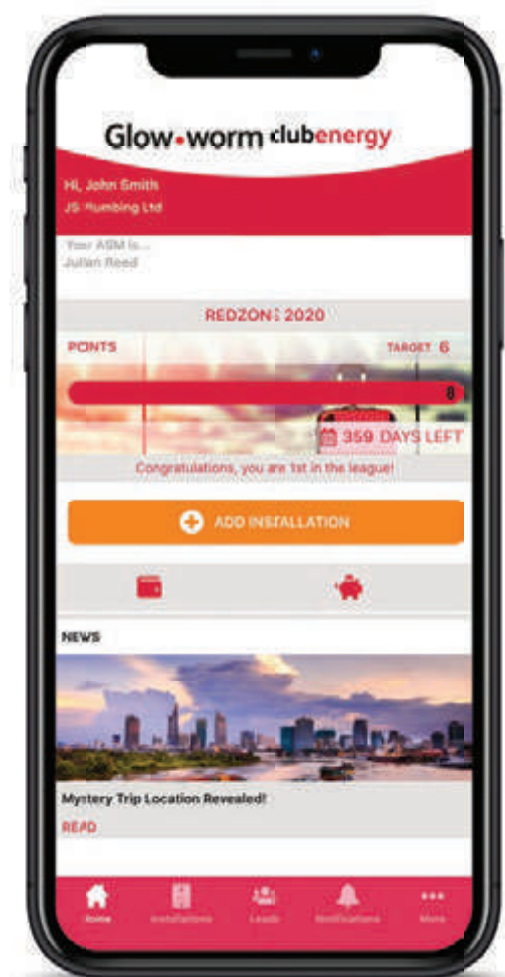 Glow•worm clubenergy
Hi, John Smith
JS Plumbing Ltd
Your ASM is...
Julian Reed
REDZONE 2020
POINTS
TARGET 6
8
359 DAYS LEFT
Congratulations, you are 1st in the league!
ADD INSTALLATION
NEWS
Mystery Trip Location Revealed!
READ
Home
Installations
Leads
Notifications
More